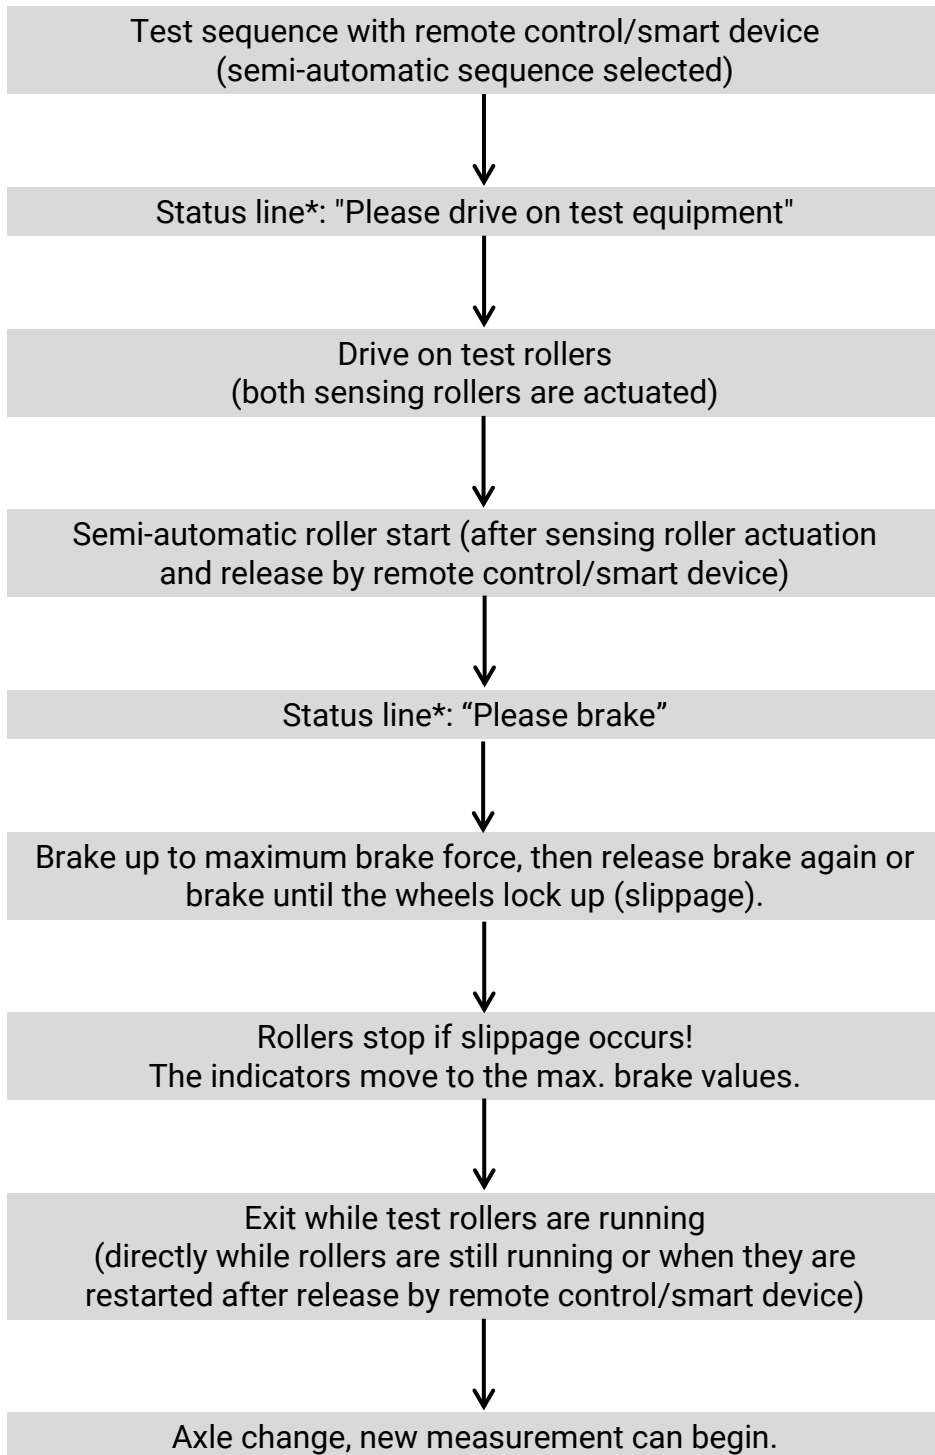 Test sequence with remote control/smart device
(semi-automatic sequence selected)
Status line*: "Please drive on test equipment"
Drive on test rollers
(both sensing rollers are actuated)
Semi-automatic roller start (after sensing roller actuation
and release by remote control/smart device)
Status line*: “Please brake”
Brake up to maximum brake force, then release brake again or
brake until the wheels lock up (slippage).
Rollers stop if slippage occurs!
The indicators move to the max. brake values.
Exit while test rollers are running
(directly while rollers are still running or when they are
restarted after release by remote control/smart device)
Axle change, new measurement can begin.